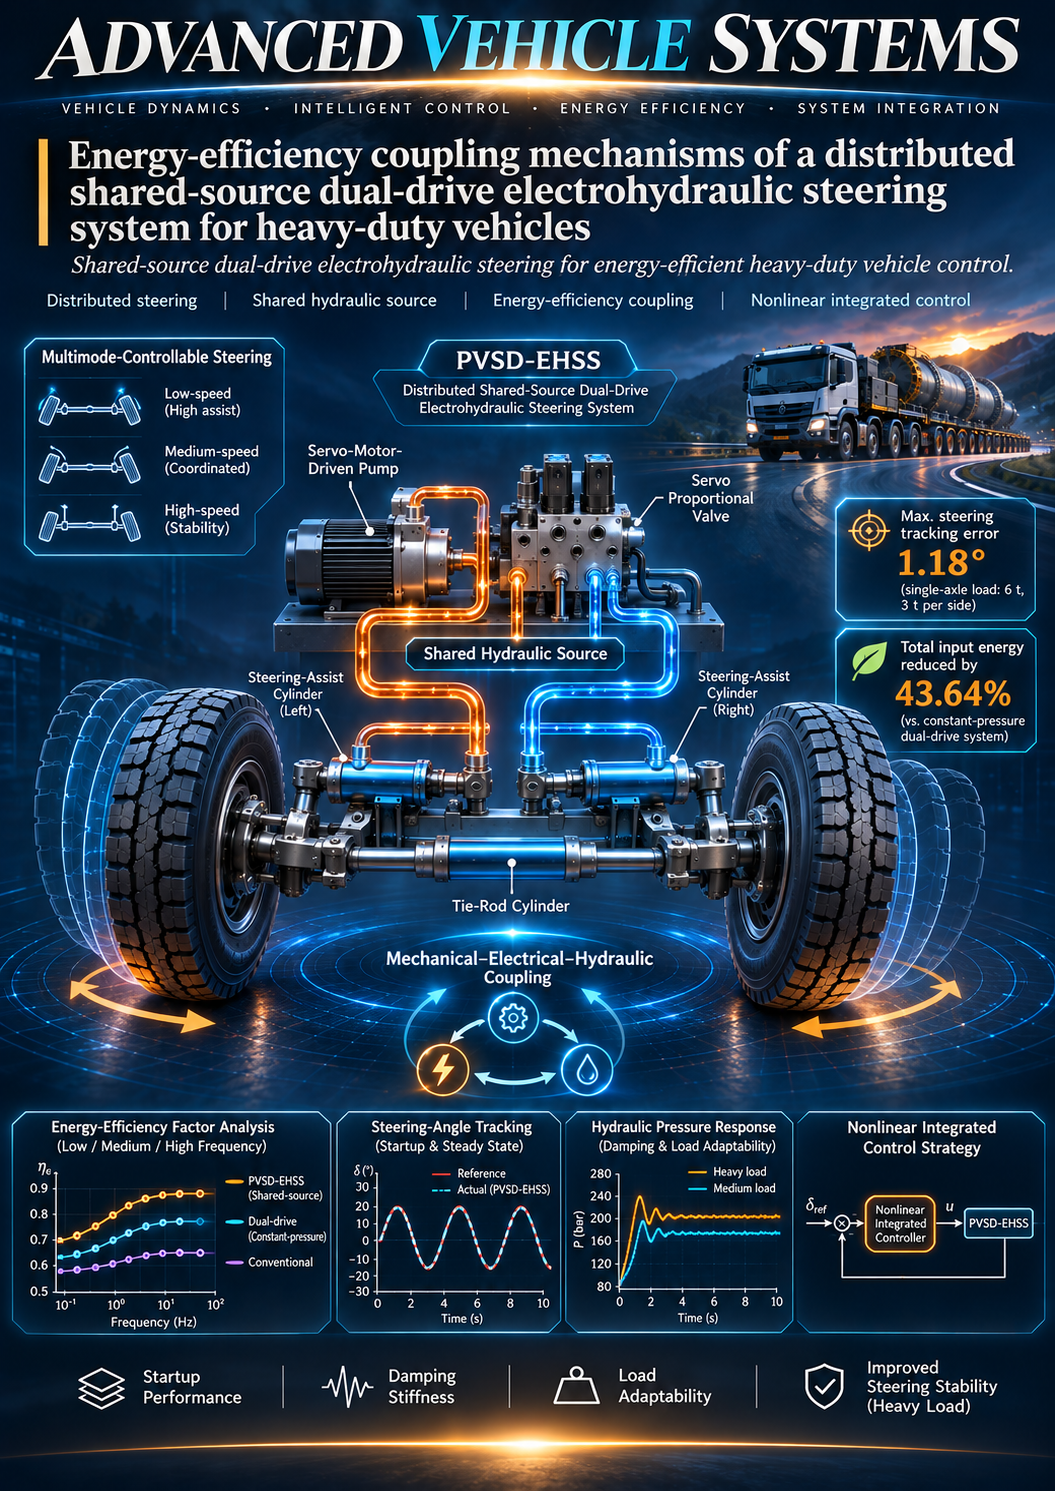 ADVANCED VEHICLE SYSTEMS
VEHICLE DYNAMICS • INTELLIGENT CONTROL • ENERGY EFFICIENCY • SYSTEM INTEGRATION
Energy-efficiency coupling mechanisms of a distributed
shared-source dual-drive electrohydraulic steering
system for heavy-duty vehicles
Shared-source dual-drive electrohydraulic steering for energy-efficient heavy-duty vehicle control.
Distributed steering | Shared hydraulic source | Energy-efficiency coupling | Nonlinear integrated control
Multimode-Controllable Steering
Low-speed
(High assist)
Medium-speed
(Coordinated)
High-speed
(Stability)
PVSD-EHSS
Distributed Shared-Source Dual-Drive
Electrohydraulic Steering System
Servo-Motor-
Driven Pump
Servo
Proportional
Valve
Max. steering
tracking error
1.18°
(single-axle load: 6 t,
3 t per side)
Shared Hydraulic Source
Total input energy
reduced by
43.64%
(vs. constant-pressure
dual-drive system)
Steering-Assist
Cylinder
(Left)
Steering-Assist
Cylinder
(Right)
Tie-Rod Cylinder
Mechanical–Electrical–Hydraulic
Coupling
Energy-Efficiency Factor Analysis
(Low / Medium / High Frequency)
ηe
0.9
0.8
0.7
0.6
0.5
10⁻¹ 10⁰ 10¹ 10²
Frequency (Hz)
PVSD-EHSS
(Shared-source)
Dual-drive
(Constant-pressure)
Conventional
Steering-Angle Tracking
(Startup & Steady State)
δ (°)
Reference
Actual (PVSD-EHSS)
30
20
10
0
−10
−20
−30
0 2 4 6 8 10
Time (s)
Hydraulic Pressure Response
(Damping & Load Adaptability)
Heavy load
Medium load
P (bar)
280
240
200
160
120
80
0 2 4 6 8 10
Time (s)
Nonlinear Integrated
Control Strategy
δref
Nonlinear
Integrated
Controller
u
PVSD-EHSS
Startup
Performance
Damping
Stiffness
Load
Adaptability
Improved
Steering Stability
(Heavy Load)